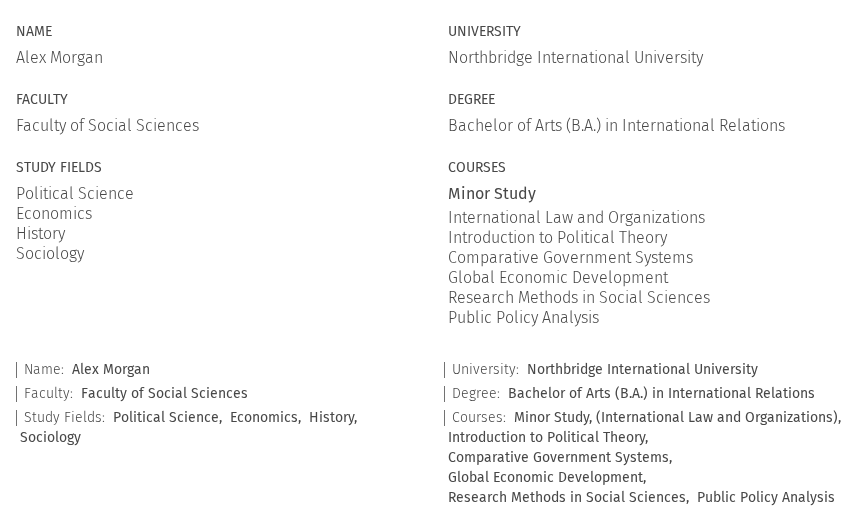 NAME
Alex Morgan
FACULTY
Faculty of Social Sciences
STUDY FIELDS
Political Science
Economics
History
Sociology
UNIVERSITY
Northbridge International University
DEGREE
Bachelor of Arts (B.A.) in International Relations
COURSES
Minor Study
International Law and Organizations
Introduction to Political Theory
Comparative Government Systems
Global Economic Development
Research Methods in Social Sciences
Public Policy Analysis
| Name: Alex Morgan
| Faculty: Faculty of Social Sciences
| Study Fields: Political Science, Economics, History,
Sociology
| University: Northbridge International University
| Degree: Bachelor of Arts (B.A.) in International Relations
| Courses: Minor Study, (International Law and Organizations),
Introduction to Political Theory,
Comparative Government Systems,
Global Economic Development,
Research Methods in Social Sciences, Public Policy Analysis